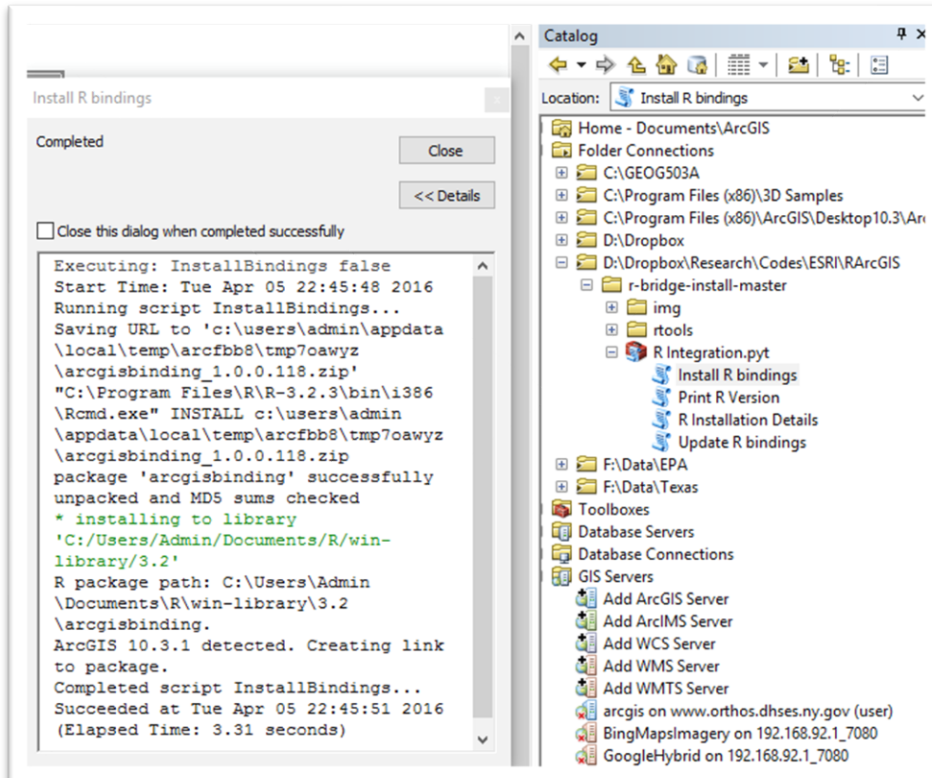 Install R bindings
Completed
Close
<< Details
Close this dialog when completed successfully
Executing: InstallBindings false
Start Time: Tue Apr 05 22:45:48 2016
Running script InstallBindings...
Saving URL to 'c:\users\admin\appdata
\local\temp\arcfbb8\tmp7oawyz
\arcgisbinding_1.0.0.118.zip'
"C:\Program Files\R\R-3.2.3\bin\i386
\Rcmd.exe" INSTALL c:\users\admin
\appdata\local\temp\arcfbb8\tmp7oawyz
\arcgisbinding_1.0.0.118.zip
package 'arcgisbinding' successfully
unpacked and MD5 sums checked
* installing to library
'C:/Users/Admin/Documents/R/win-
library/3.2'
R package path: C:\Users\Admin
\Documents\R\win-library\3.2
\arcgisbinding.
ArcGIS 10.3.1 detected. Creating link
to package.
Completed script InstallBindings...
Succeeded at Tue Apr 05 22:45:51 2016
(Elapsed Time: 3.31 seconds)
Catalog
Location: Install R bindings
Home - Documents\ArcGIS
Folder Connections
C:\GEOG503A
C:\Program Files (x86)\3D Samples
C:\Program Files (x86)\ArcGIS\Desktop10.3\Arc
D:\Dropbox
D:\Dropbox\Research\Codes\ESRI\RArcGIS
r-bridge-install-master
img
rtools
R Integration.pyt
Install R bindings
Print R Version
R Installation Details
Update R bindings
F:\Data\EPA
F:\Data\Texas
Toolboxes
Database Servers
Database Connections
GIS Servers
Add ArcGIS Server
Add ArcIMS Server
Add WCS Server
Add WMS Server
Add WMTS Server
arcgis on www.orthos.dhses.ny.gov (user)
BingMapsImagery on 192.168.92.1_7080
GoogleHybrid on 192.168.92.1_7080